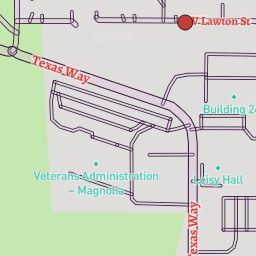 W Lawton St
Texas Way
Building 24
Veterans Administration
– Magnolia
Leisy Hall
Texas Way